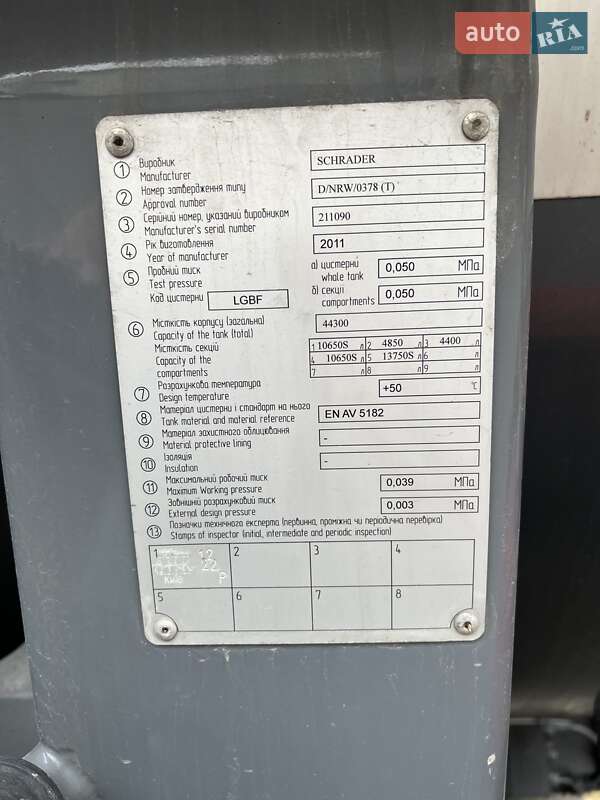 auto RIA .com
① Виробник SCHRADER
Manufacturer
② Номер затвердження типу D/NRW/0378 (T)
Approval number
③ Серійний номер, указаний виробником 211090
Manufacturer's serial number
④ Рік виготовлення 2011
Year of manufacturer
⑤ Пробний тиск а) цистерни 0,050 МПа
Test pressure whole tank
Код цистерни LGBF б) секції 0,050 МПа
compartments
⑥ Місткість корпусу (загальна) 44300
Capacity of the tank (total)
Місткість секцій 1 10650S л 2 4850 л 3 4400 л
Capacity of the 4 10650S л 5 13750S л 6 л
compartments 7 л 8 л 9 л
⑦ Розрахункова температура +50 °С
Design temperature
⑧ Матеріал цистерни і стандарт на нього EN AV 5182
Tank material and material reference
⑨ Матеріал захистного облицювання -
Material protective lining
⑩ Ізоляція -
Insulation
⑪ Максимальний робочий тиск 0,039 МПа
Maximum Working pressure
⑫ Зовнішній розрахунковий тиск 0,003 МПа
External design pressure
⑬ Позначки технічного експерта (первинна, проміжна чи періодична перевірка)
Stamps of inspector (initial, intermediate and periodic inspection)
1 12 2 3 4
22 P
Київ
5 6 7 8